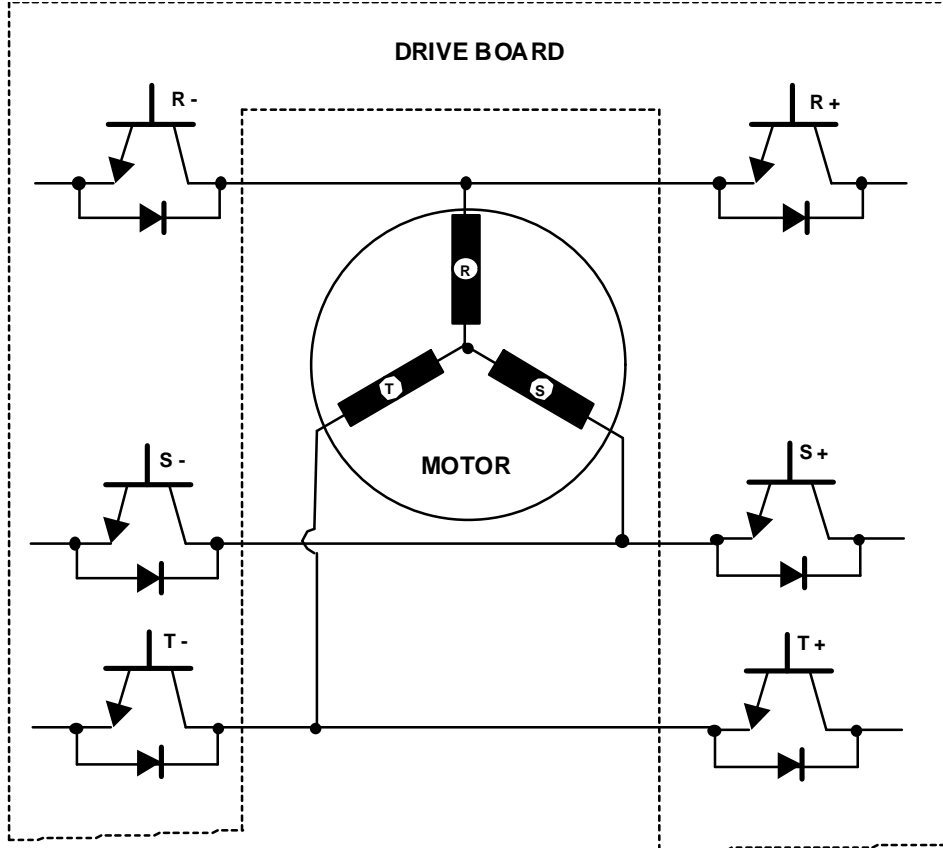 DRIVE BOARD
R -
R +
R
T
S
MOTOR
S -
S +
T -
T +